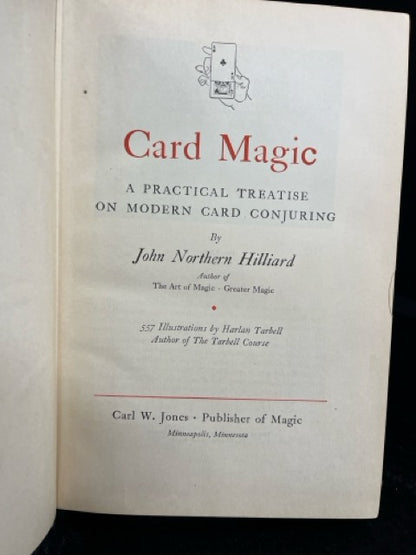 Card Magic
A PRACTICAL TREATISE
ON MODERN CARD CONJURING
By
John Northern Hilliard
Author of
The Art of Magic - Greater Magic
557 Illustrations by Harlan Tarbell
Author of The Tarbell Course
Carl W. Jones · Publisher of Magic
Minneapolis, Minnesota